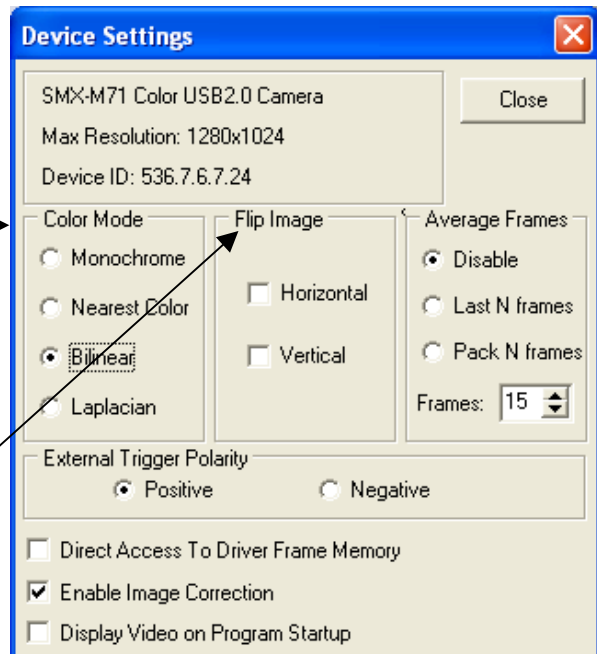 Device Settings
SMX-M71 Color USB2.0 Camera
Close
Max Resolution: 1280x1024
Device ID: 536.7.6.7.24
Color Mode
Monochrome
Nearest Color
Bilinear
Laplacian
Flip Image
Horizontal
Vertical
Average Frames
Disable
Last N frames
Pack N frames
Frames: 15
External Trigger Polarity
Positive Negative
Direct Access To Driver Frame Memory
Enable Image Correction
Display Video on Program Startup